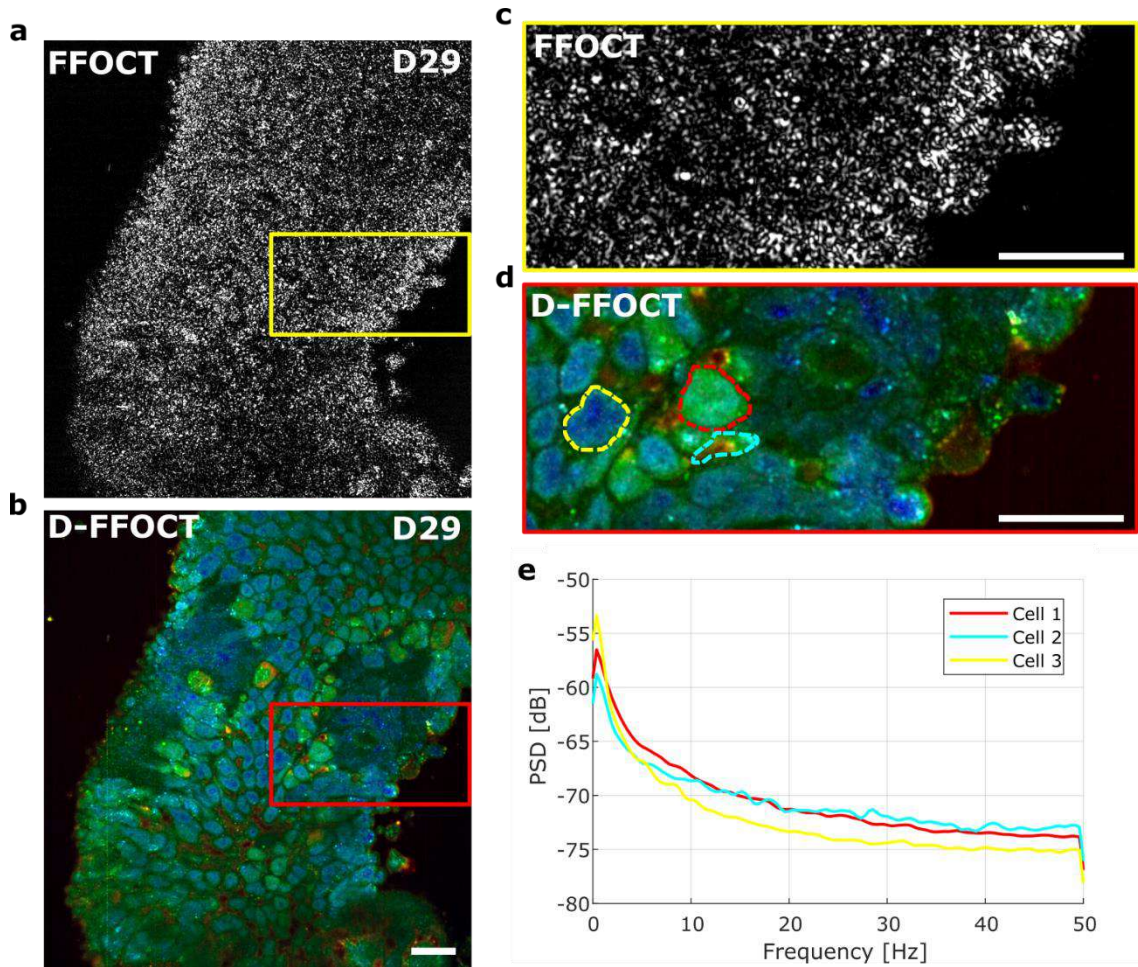 a
FFOCT D29
b
D-FFOCT D29
c
FFOCT
d
D-FFOCT
e
-50
-55
-60
-65
-70
-75
-80
PSD [dB]
0 10 20 30 40 50
Frequency [Hz]
Cell 1
Cell 2
Cell 3